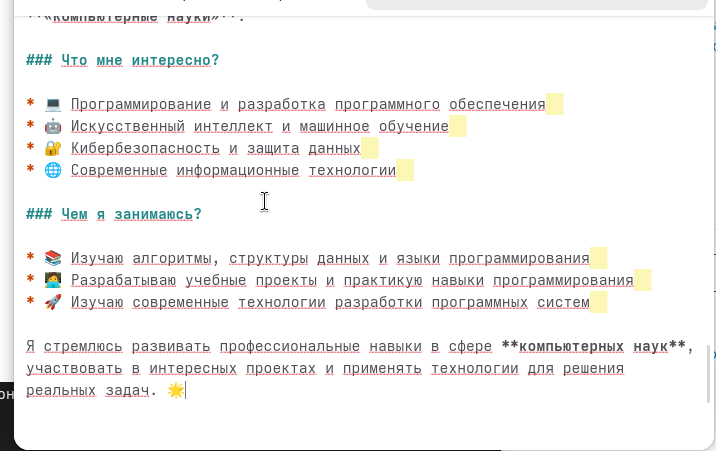 **«Компьютерные науки»**.
### Что мне интересно?
* 💻 Программирование и разработка программного обеспечения
* 🤖 Искусственный интеллект и машинное обучение
* 🔐 Кибербезопасность и защита данных
* 🌐 Современные информационные технологии
### Чем я занимаюсь?
* 📚 Изучаю алгоритмы, структуры данных и языки программирования
* 🧑‍💻 Разрабатываю учебные проекты и практикую навыки программирования
* 🚀 Изучаю современные технологии разработки программных систем
Я стремлюсь развивать профессиональные навыки в сфере **компьютерных наук**,
участвовать в интересных проектах и применять технологии для решения
реальных задач. 🌟